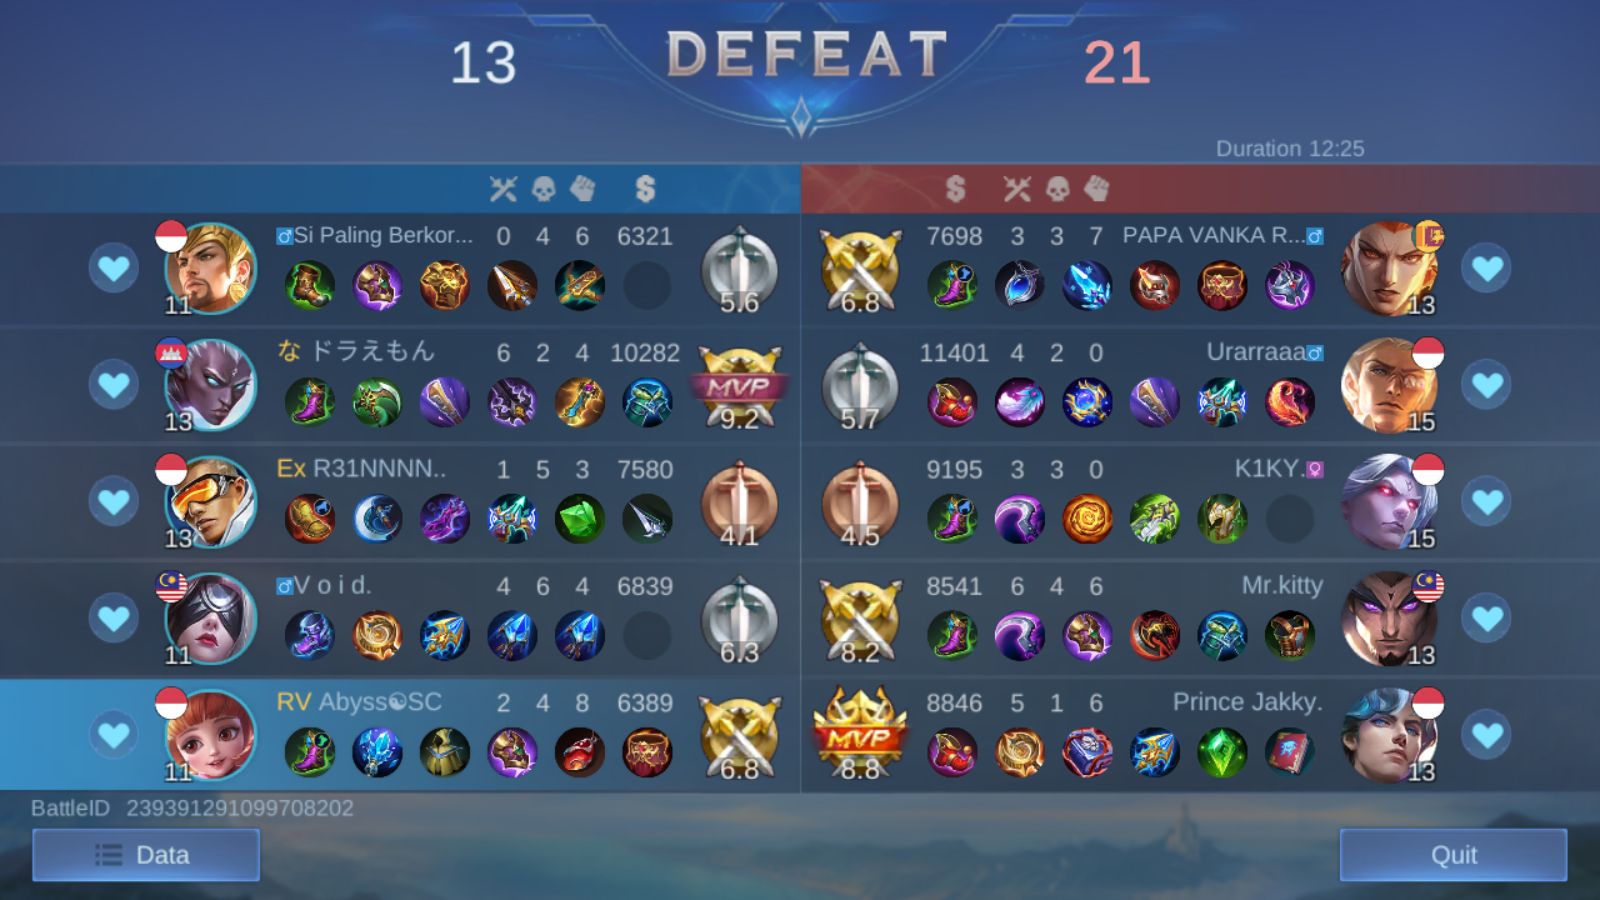 13 DEFEAT 21
Duration 12:25
Si Paling Berkor... 0 4 6 6321
11 5.6
な ドラえもん 6 2 4 10282
13 MVP 9.2
Ex R31NNNN.. 1 5 3 7580
13 4.1
V o i d. 4 6 4 6839
11 6.3
RV Abyss☯SC 2 4 8 6389
11 6.8
7698 3 3 7 PAPA VANKA R...
6.8 13
11401 4 2 0 Urarraaa
5.7 15
9195 3 3 0 K1KY.
4.5 15
8541 6 4 6 Mr.kitty
8.2 13
8846 5 1 6 Prince Jakky.
MVP 8.8 13
BattleID 239391291099708202
Data
Quit